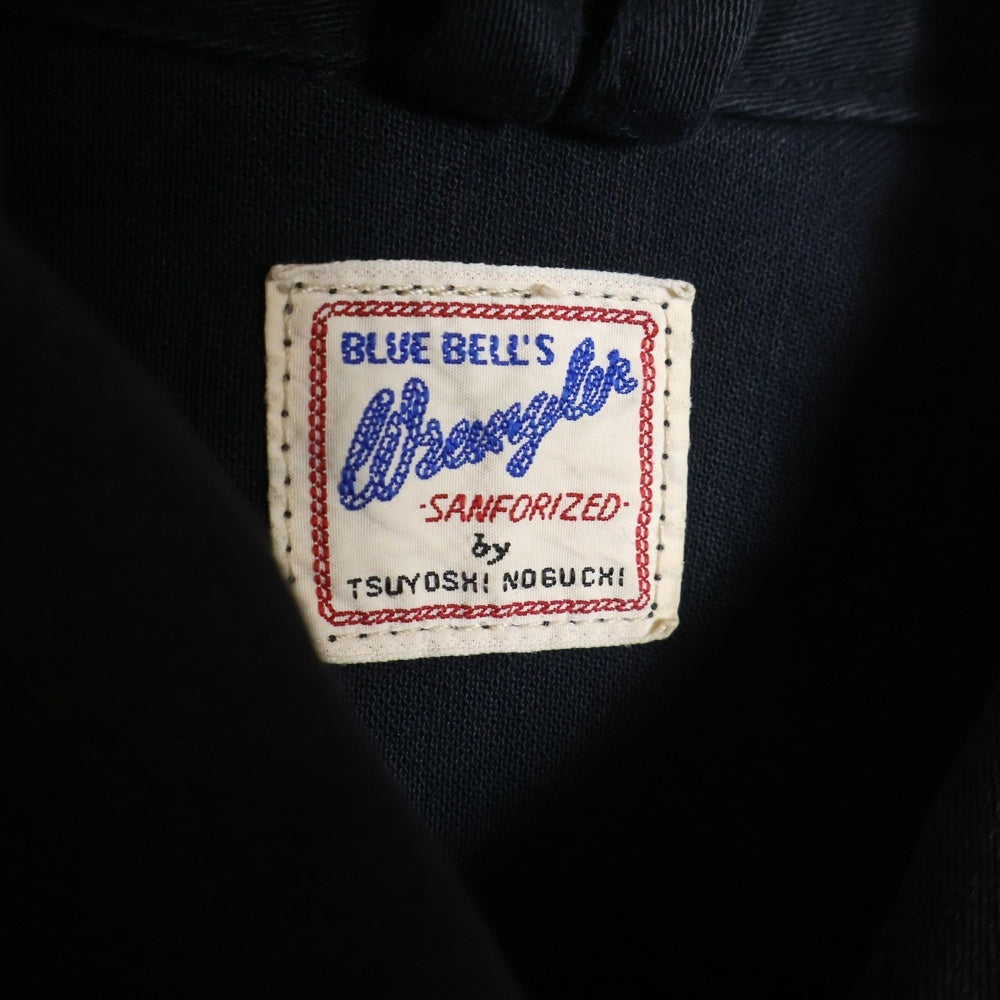 BLUE BELL'S
Wrangler
-SANFORIZED-
by
TSUYOSHI NOGUCHI